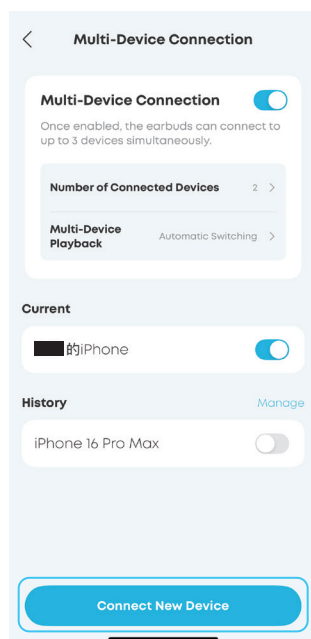 Multi-Device Connection
Multi-Device Connection
Once enabled, the earbuds can connect to
up to 3 devices simultaneously.
Number of Connected Devices 2
Multi-Device
Playback
Automatic Switching
Current
的iPhone
History Manage
iPhone 16 Pro Max
Connect New Device